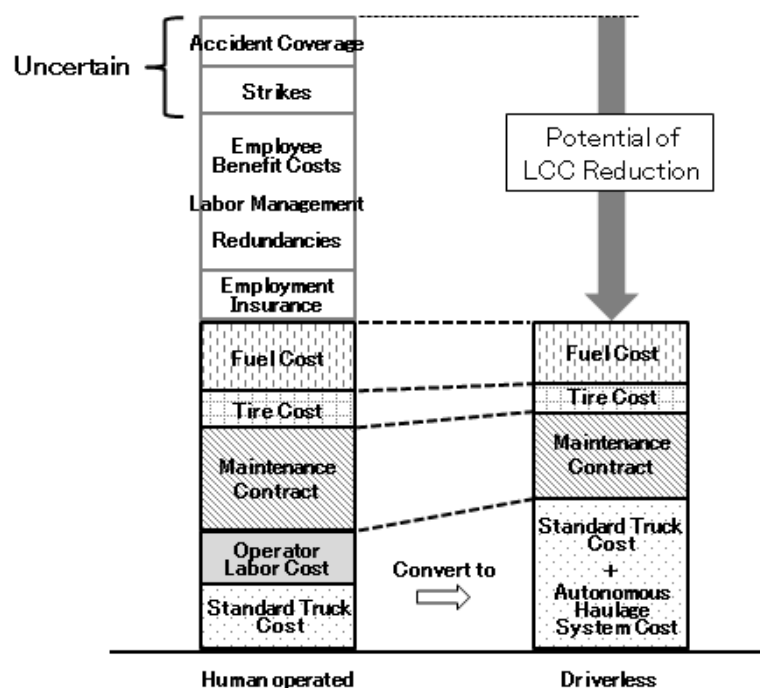 Uncertain
Accident Coverage
Strikes
Employee
Benefit Costs
Labor Management
Redundancies
Employment
Insurance
Fuel Cost
Tire Cost
Maintenance
Contract
Operator
Labor Cost
Standard Truck
Cost
Human operated
Convert to
Potential of
LCC Reduction
Fuel Cost
Tire Cost
Maintenance
Contract
Standard Truck
Cost
+
Autonomous
Haulage
System Cost
Driverless